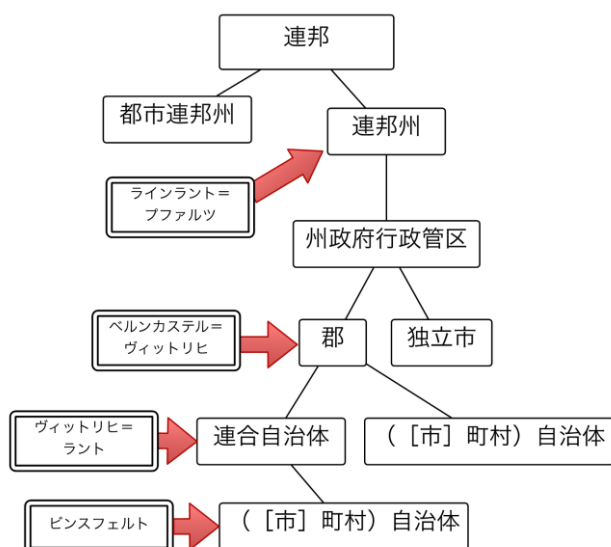 連邦
都市連邦州
連邦州
ラインラント＝
プファルツ
州政府行政管区
ベルンカステル＝
ヴィットリヒ
郡
独立市
ヴィットリヒ＝
ラント
連合自治体
（［市］町村）自治体
ビンスフェルト
（［市］町村）自治体